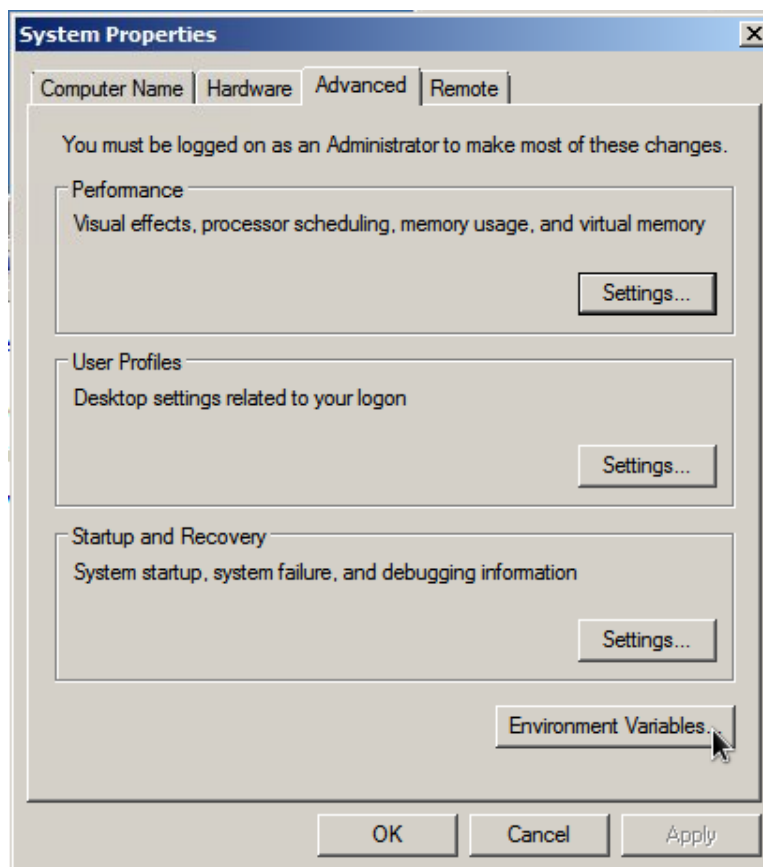 System Properties
Computer Name Hardware Advanced Remote
You must be logged on as an Administrator to make most of these changes.
Performance
Visual effects, processor scheduling, memory usage, and virtual memory
Settings...
User Profiles
Desktop settings related to your logon
Settings...
Startup and Recovery
System startup, system failure, and debugging information
Settings...
Environment Variables...
OK Cancel Apply